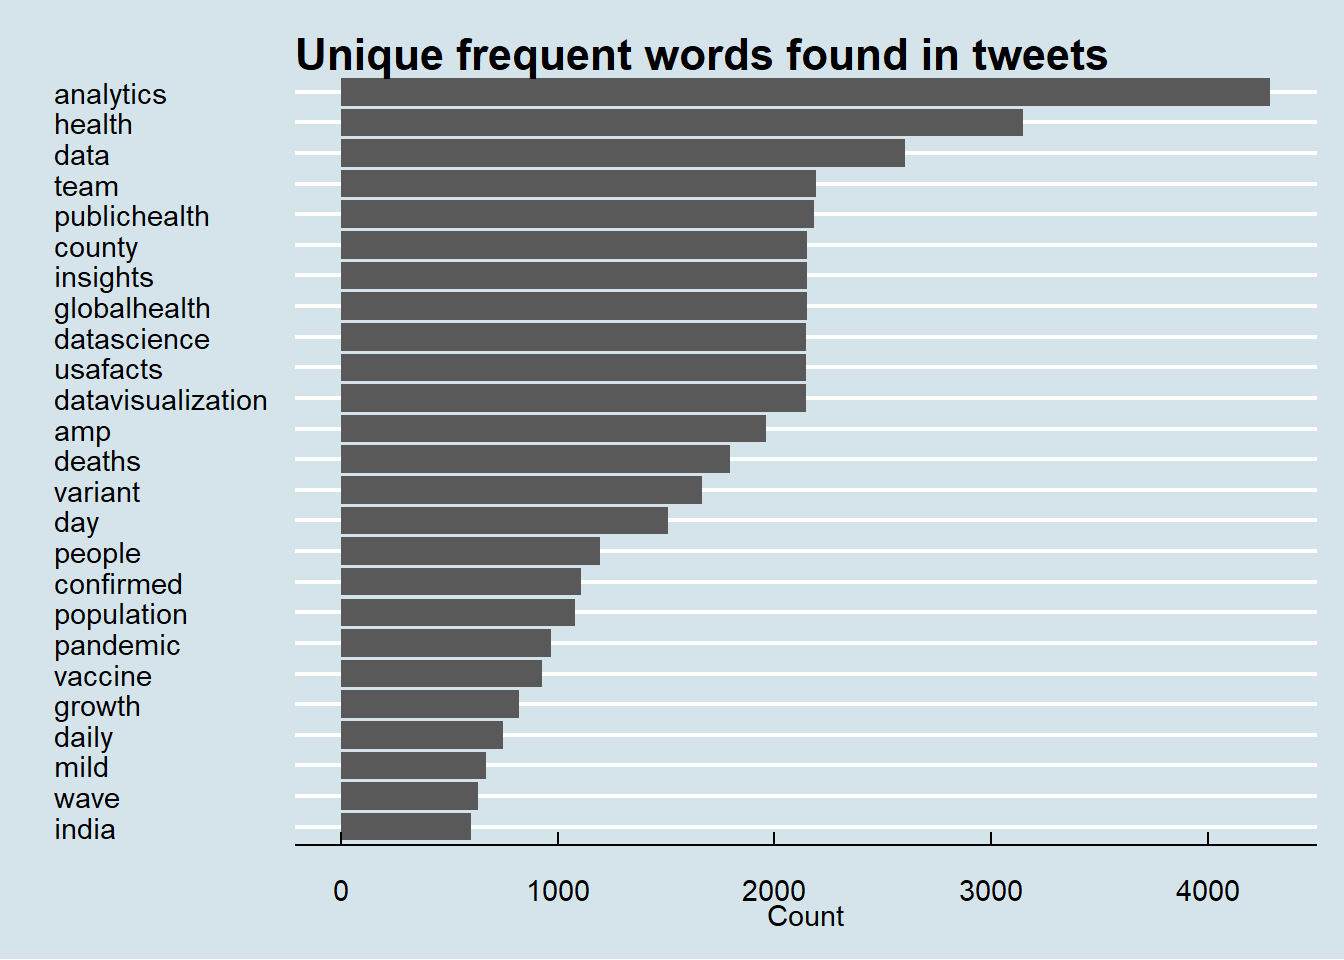 Unique frequent words found in tweets
analytics
health
data
team
publichealth
county
insights
globalhealth
datascience
usafacts
datavisualization
amp
deaths
variant
day
people
confirmed
population
pandemic
vaccine
growth
daily
mild
wave
india
0 1000 2000 3000 4000
Count